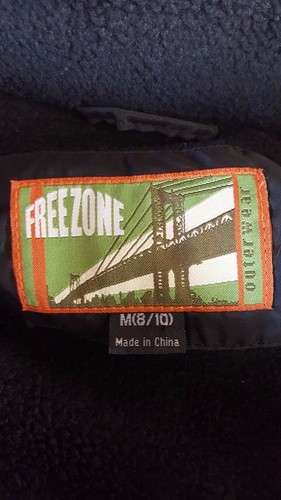 FREEZONE
outerwear
M(8/10)
Made in China